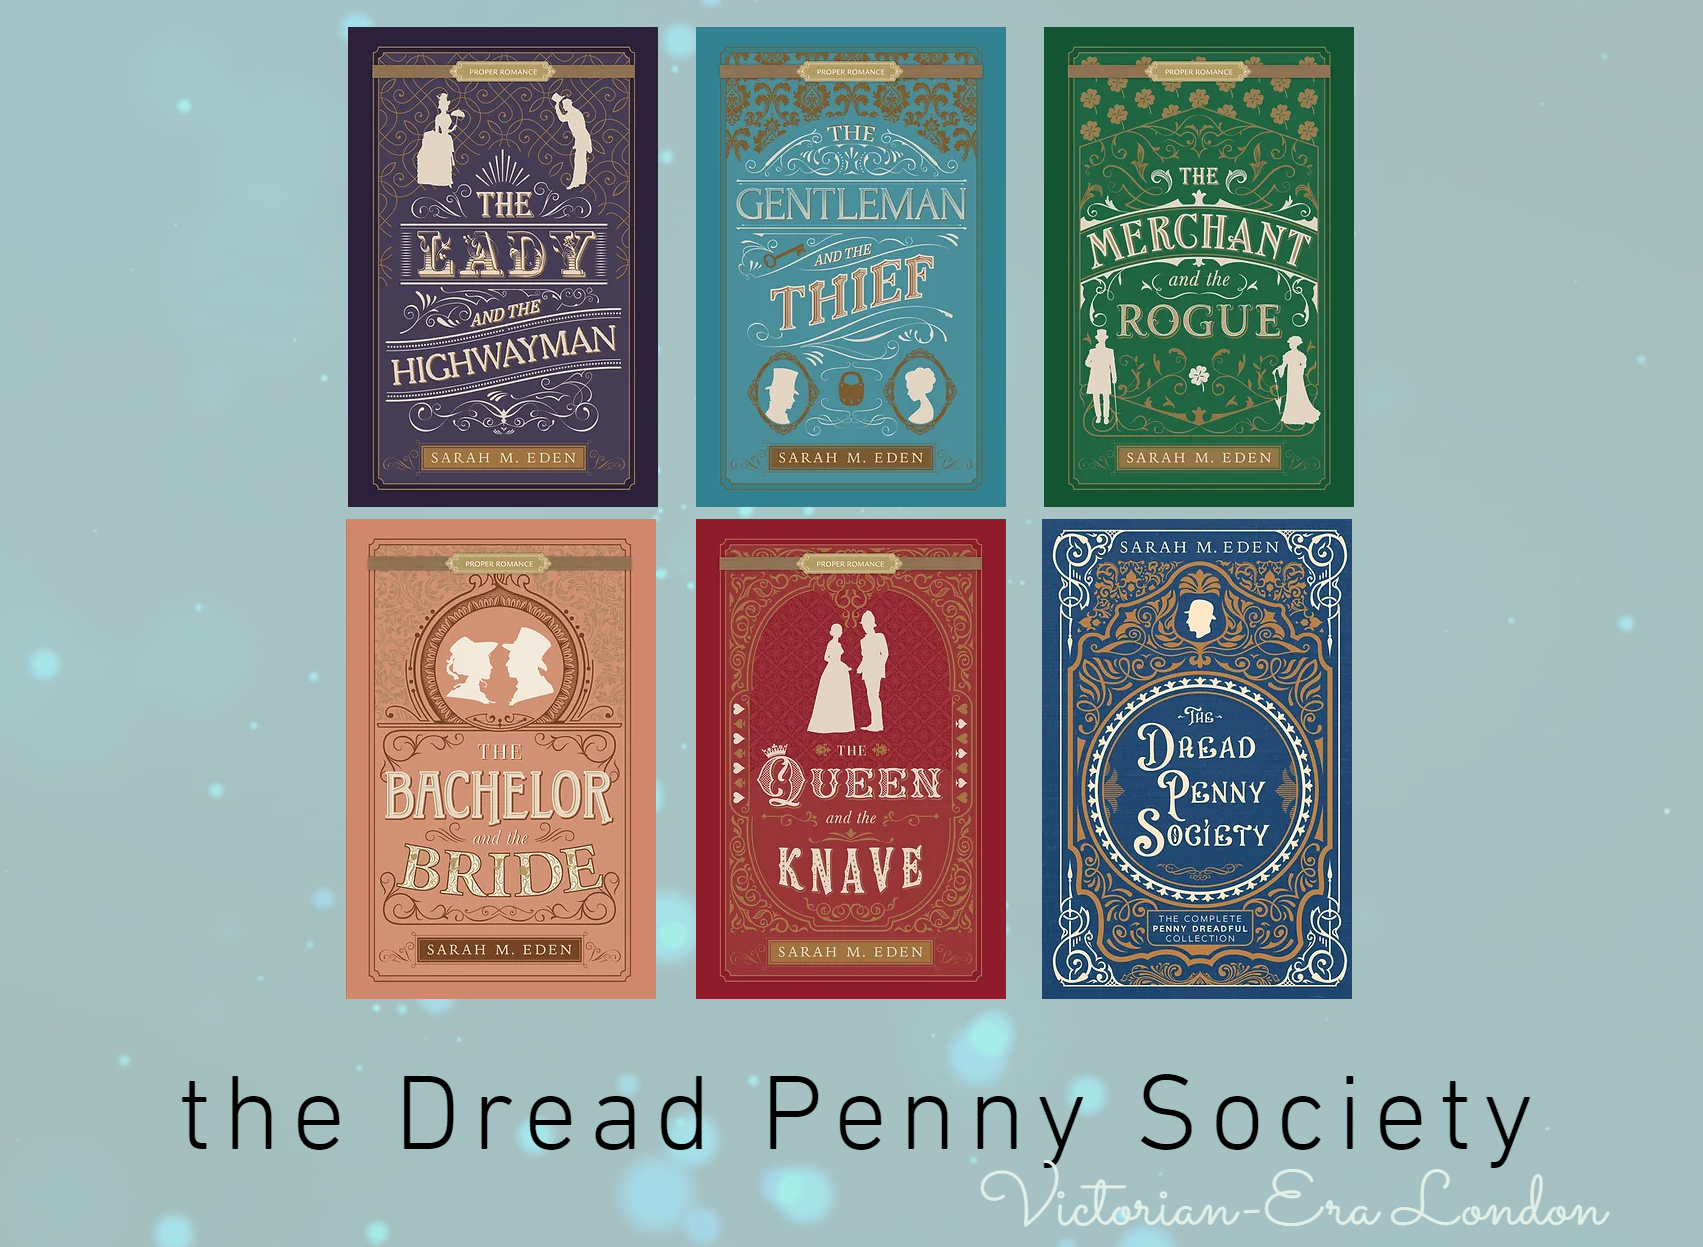 PROPER ROMANCE
THE
LADY
AND THE
HIGHWAYMAN
SARAH M. EDEN
PROPER ROMANCE
THE
GENTLEMAN
AND THE
THIEF
SARAH M. EDEN
PROPER ROMANCE
THE
MERCHANT
and the
ROGUE
SARAH M. EDEN
PROPER ROMANCE
THE
BACHELOR
and the
BRIDE
SARAH M. EDEN
PROPER ROMANCE
THE
QUEEN
and the
KNAVE
SARAH M. EDEN
SARAH M. EDEN
THE
DREAD
PENNY
SOCIETY
THE COMPLETE
PENNY DREADFUL
COLLECTION
the Dread Penny Society
Victorian-Era London